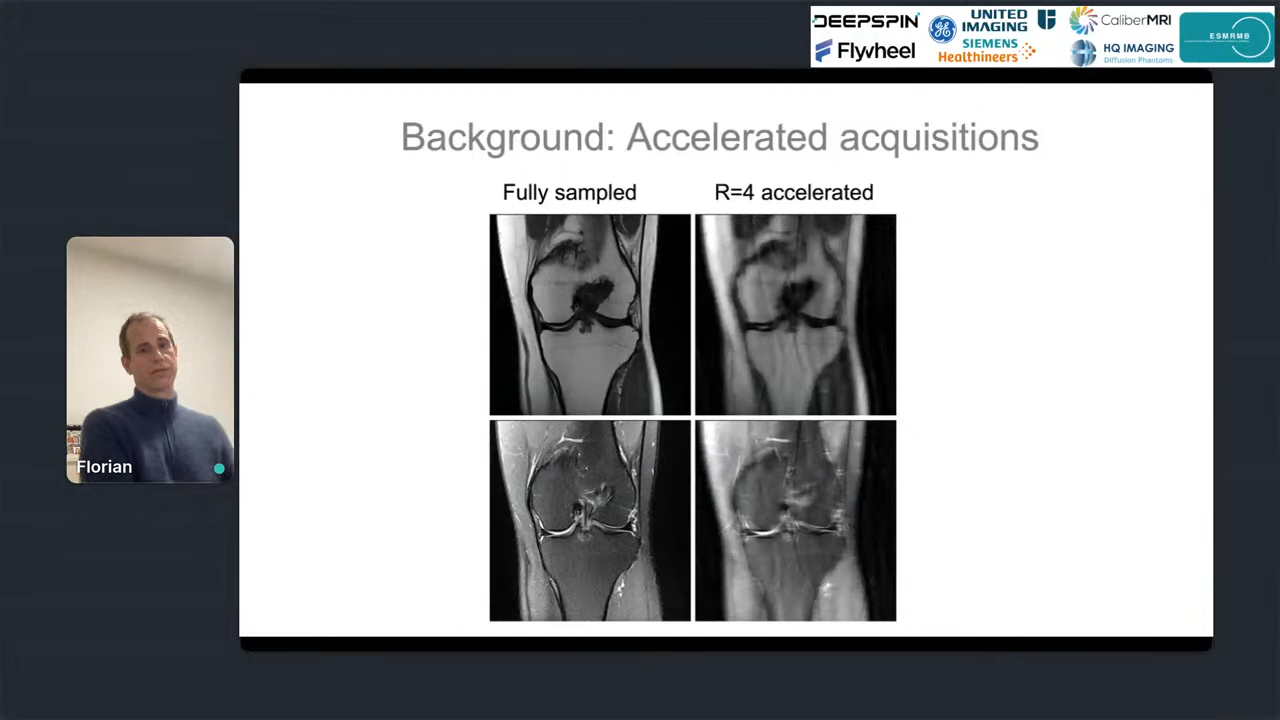 DEEPSPIN
Flywheel
UNITED
IMAGING
GE
SIEMENS
Healthineers
CaliberMRI
HQ IMAGING
Diffusion Phantoms
ESMRMB
Background: Accelerated acquisitions
Fully sampled
R=4 accelerated
Florian